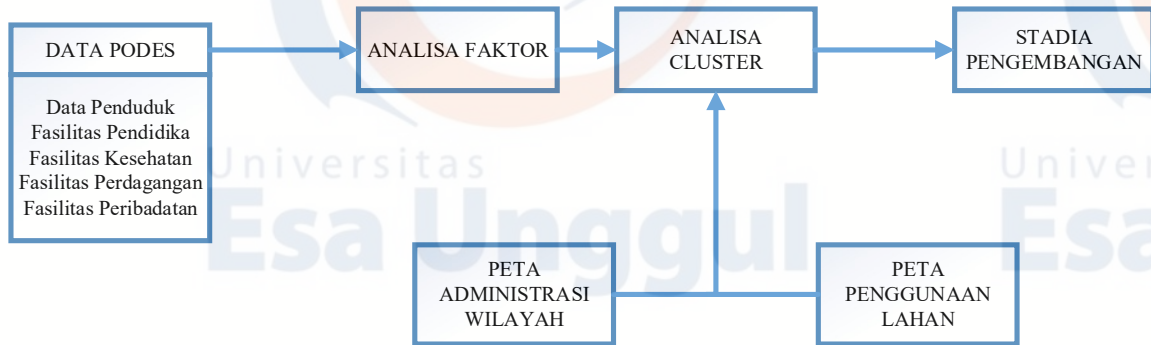 DATA PODES
Data Penduduk
Fasilitas Pendidika
Fasilitas Kesehatan
Fasilitas Perdagangan
Fasilitas Peribadatan
ANALISA FAKTOR
ANALISA
CLUSTER
STADIA
PENGEMBANGAN
PETA
ADMINISTRASI
WILAYAH
PETA
PENGGUNAAN
LAHAN
Universitas
Esa Unggul
Univer
Esa